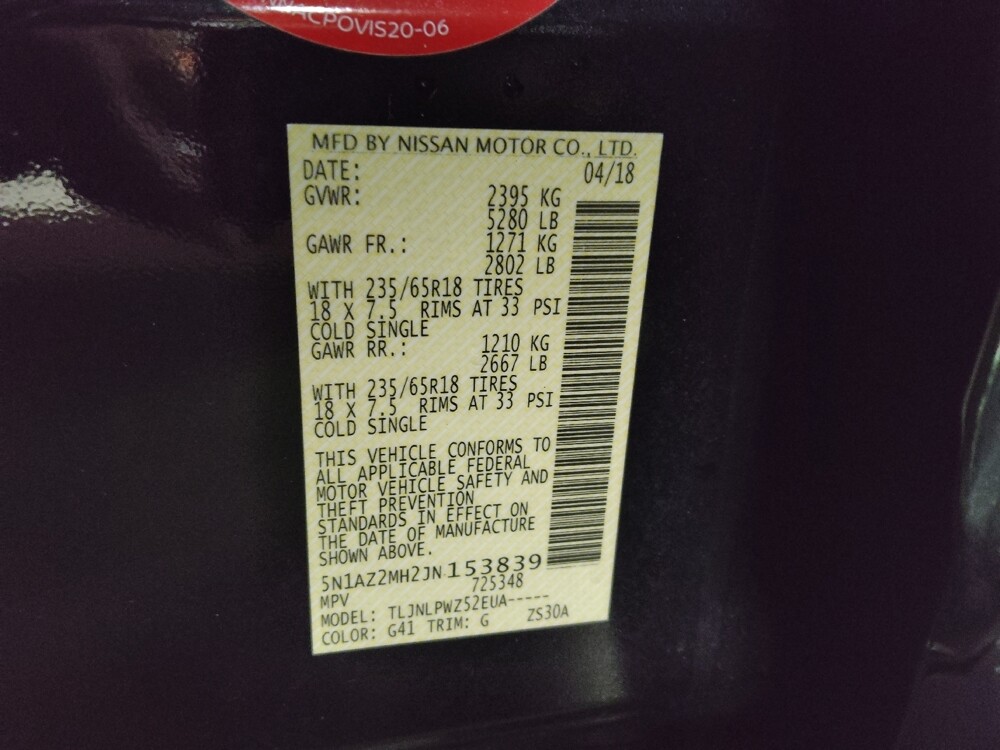 ACPOVIS20-06
MFD BY NISSAN MOTOR CO., LTD.
DATE: 04/18
GVWR: 2395 KG
5280 LB
GAWR FR.: 1271 KG
2802 LB
WITH 235/65R18 TIRES
18 X 7.5 RIMS AT 33 PSI
COLD SINGLE
GAWR RR.: 1210 KG
2667 LB
WITH 235/65R18 TIRES
18 X 7.5 RIMS AT 33 PSI
COLD SINGLE
THIS VEHICLE CONFORMS TO
ALL APPLICABLE FEDERAL
MOTOR VEHICLE SAFETY AND
THEFT PREVENTION
STANDARDS IN EFFECT ON
THE DATE OF MANUFACTURE
SHOWN ABOVE.
5N1AZ2MH2JN153839
MPV 725348
MODEL: TLJNLPWZ52EUA-----
COLOR: G41 TRIM: G ZS30A